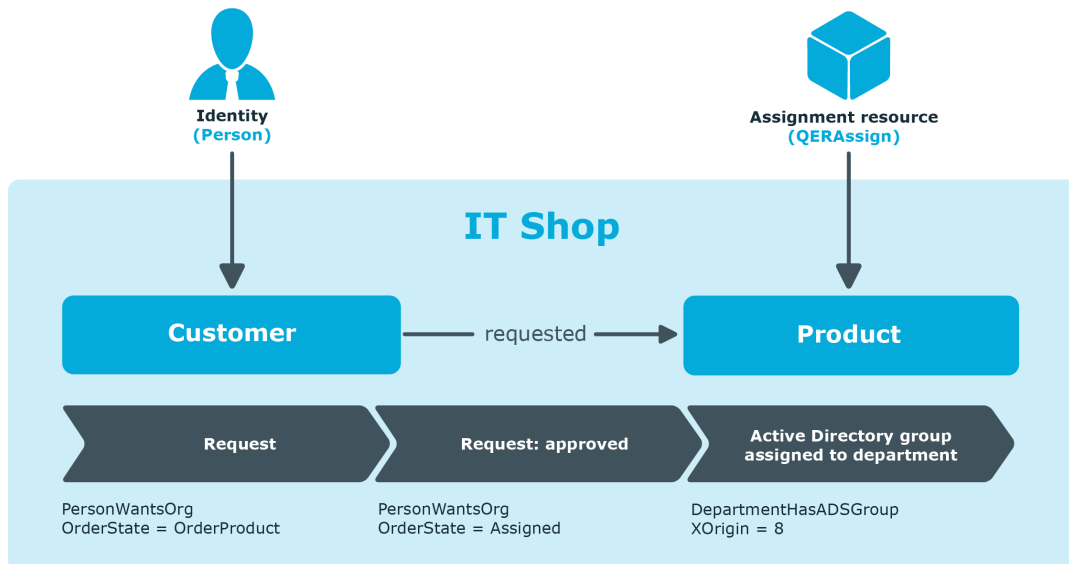 Identity
(Person)
Assignment resource
(QERAssign)
IT Shop
Customer
requested
Product
Request
Request: approved
Active Directory group
assigned to department
PersonWantsOrg
OrderState = OrderProduct
PersonWantsOrg
OrderState = Assigned
DepartmentHasADSGroup
XOrigin = 8